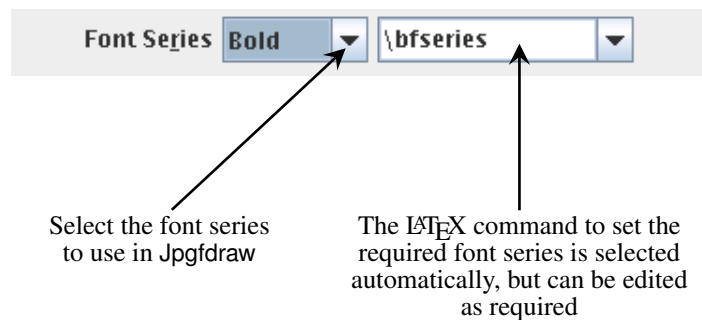 Font Series Bold \bfseries
Select the font series
to use in Jpgfdraw
The LATEX command to set the
required font series is selected
automatically, but can be edited
as required